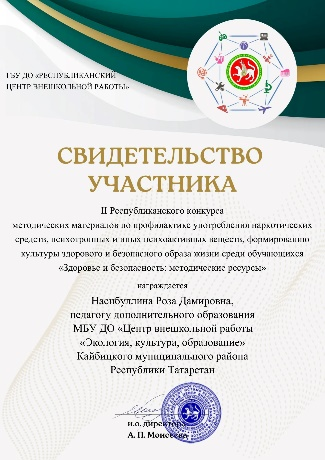 ГБУ ДО «РЕСПУБЛИКАНСКИЙ
ЦЕНТР ВНЕШКОЛЬНОЙ РАБОТЫ»
СВИДЕТЕЛЬСТВО
УЧАСТНИКА
II Республиканского конкурса
методических материалов по профилактике употребления наркотических
средств, психотропных и иных психоактивных веществ, формированию
культуры здорового и безопасного образа жизни среди обучающихся
«Здоровье и безопасность: методические ресурсы»
награждается
Насибуллина Роза Дамировна,
педагогу дополнительного образования
МБУ ДО «Центр внешкольной работы
«Экология, культура, образование»
Кайбицкого муниципального района
Республики Татарстан
и.о. директора
А. П. Моисеева